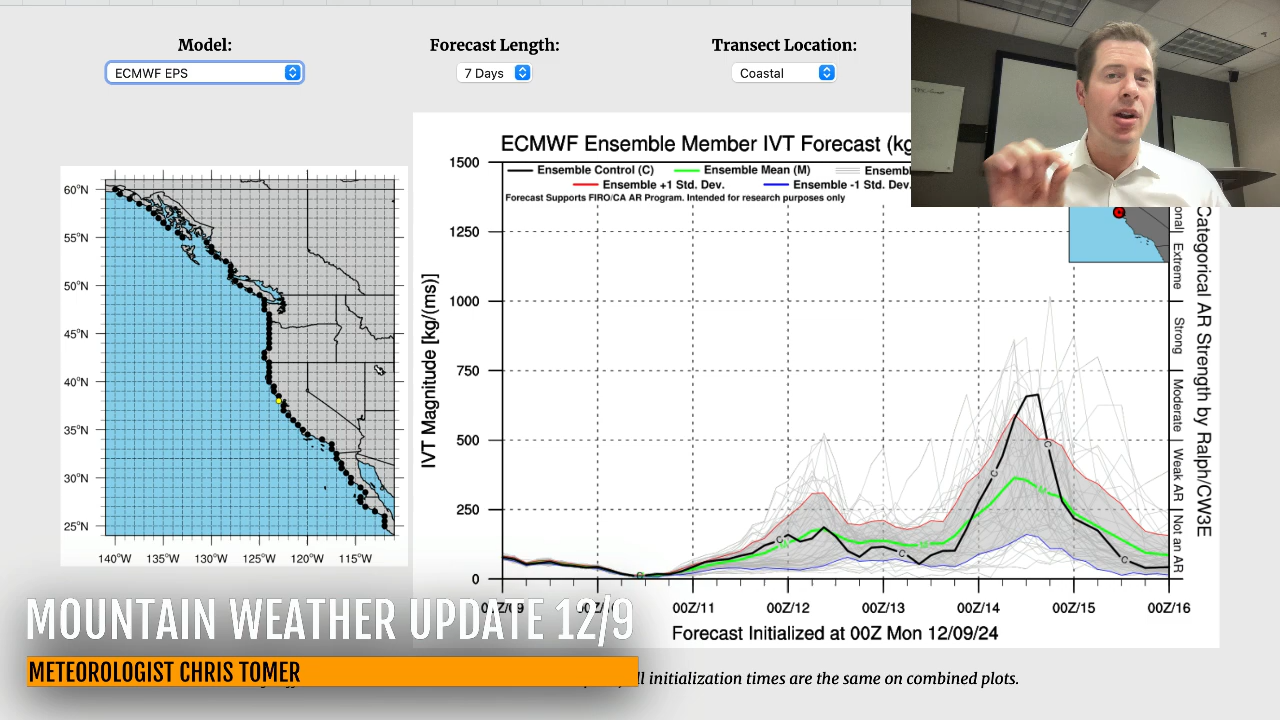 Model:
Forecast Length:
Transect Location:
ECMWF EPS
7 Days
Coastal
ECMWF Ensemble Member IVT Forecast (kg
1500
1250
1000
750
500
250
0
IVT Magnitude [kg/(ms)]
Ensemble Control (C)
Ensemble Mean (M)
Ensemble +1 Std. Dev.
Ensemble -1 Std. Dev.
Forecast Supports FIRO/CA AR Program. Intended for research purposes only
Extreme
Strong
Moderate
Weak AR
Not an AR
Categorical AR Strength by Ralph/CW3E
60°N
55°N
50°N
45°N
40°N
35°N
30°N
25°N
140°W
135°W
130°W
125°W
120°W
115°W
C
M
C
M
C
C
M
C
C
00Z/11
00Z/12
00Z/13
00Z/14
00Z/15
00Z/16
Forecast Initialized at 00Z Mon 12/09/24
MOUNTAIN WEATHER UPDATE 12/9
METEOROLOGIST CHRIS TOMER
initialization times are the same on combined plots.